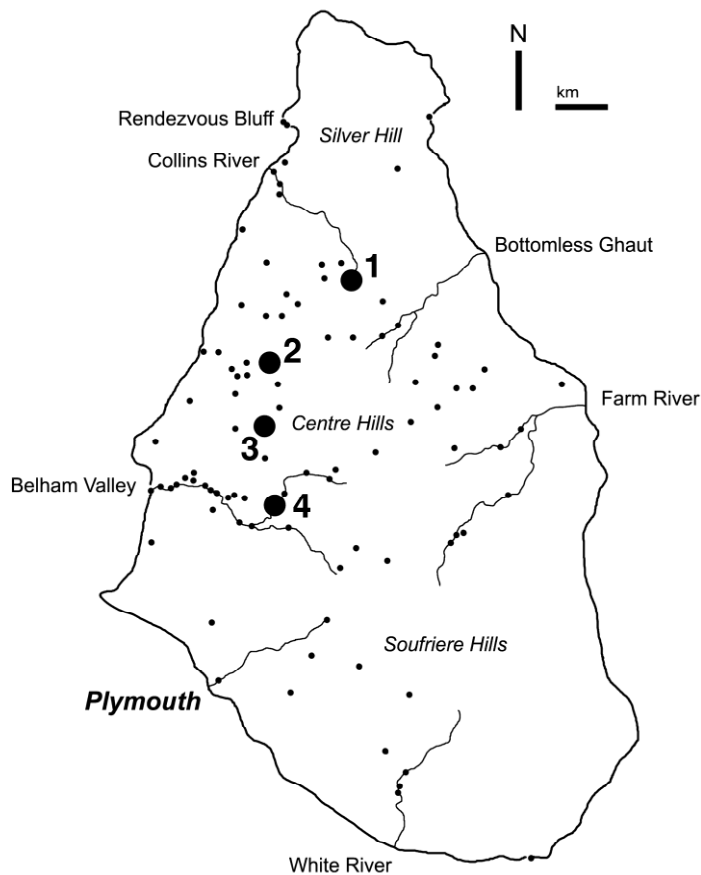 N
km
Rendezvous Bluff
Silver Hill
Collins River
Bottomless Ghaut
1
2
Farm River
Centre Hills
3
Belham Valley
4
Soufriere Hills
Plymouth
White River